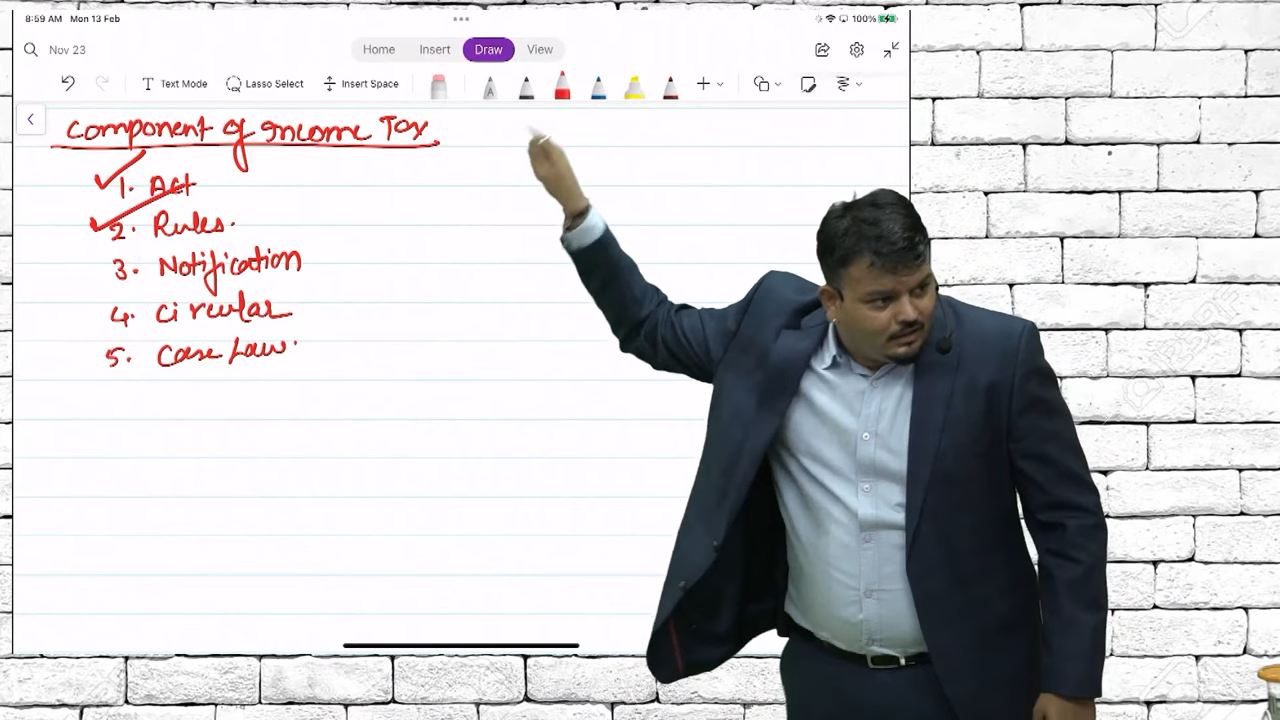 8:59 AM Mon 13 Feb
100%
Nov 23
Home Insert Draw View
Text Mode Lasso Select Insert Space
Component of Income Tax
1. Act
2. Rules.
3. Notification
4. Circular
5. Case Law